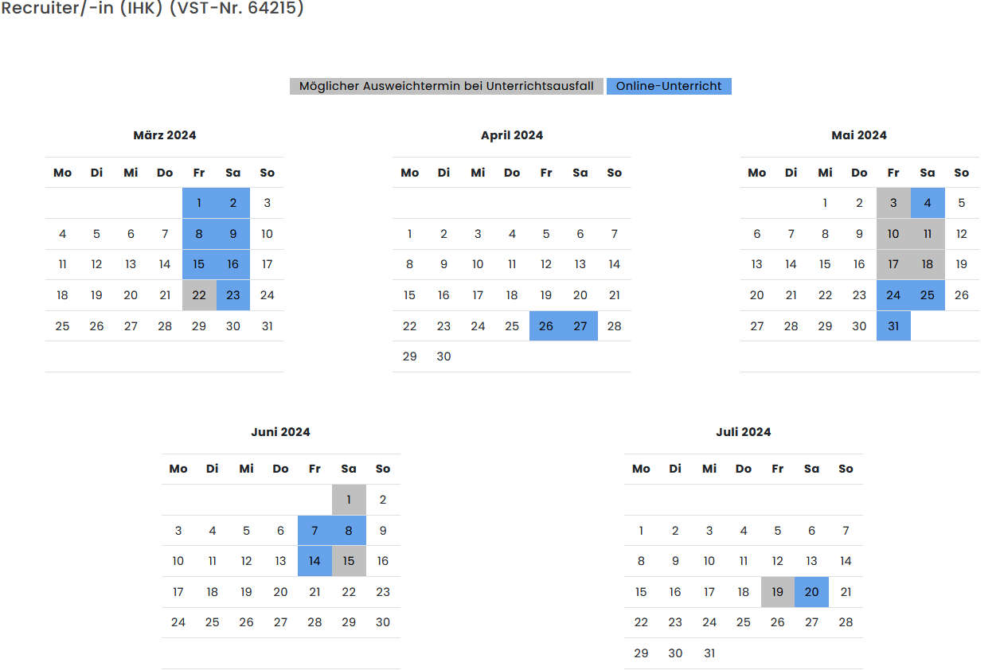 Recruiter/-in (IHK) (VST-Nr. 64215)
Möglicher Ausweichtermin bei Unterrichtsausfall Online-Unterricht
März 2024
Mo Di Mi Do Fr Sa So
1 2 3
4 5 6 7 8 9 10
11 12 13 14 15 16 17
18 19 20 21 22 23 24
25 26 27 28 29 30 31
April 2024
Mo Di Mi Do Fr Sa So
1 2 3 4 5 6 7
8 9 10 11 12 13 14
15 16 17 18 19 20 21
22 23 24 25 26 27 28
29 30
Mai 2024
Mo Di Mi Do Fr Sa So
1 2 3 4 5
6 7 8 9 10 11 12
13 14 15 16 17 18 19
20 21 22 23 24 25 26
27 28 29 30 31
Juni 2024
Mo Di Mi Do Fr Sa So
1 2
3 4 5 6 7 8 9
10 11 12 13 14 15 16
17 18 19 20 21 22 23
24 25 26 27 28 29 30
Juli 2024
Mo Di Mi Do Fr Sa So
1 2 3 4 5 6 7
8 9 10 11 12 13 14
15 16 17 18 19 20 21
22 23 24 25 26 27 28
29 30 31